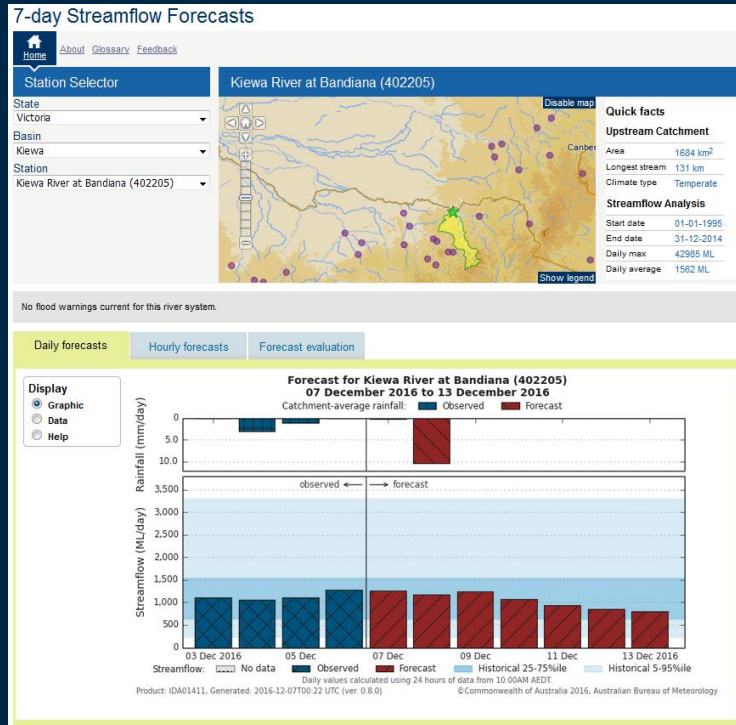 7-day Streamflow Forecasts
Home About Glossary Feedback
Station Selector
State
Victoria
Basin
Kiewa
Station
Kiewa River at Bandiana (402205)
Kiewa River at Bandiana (402205)
Disable map
Canber
Show legend
Quick facts
Upstream Catchment
Area 1684 km²
Longest stream 131 km
Climate type Temperate
Streamflow Analysis
Start date 01-01-1995
End date 31-12-2014
Daily max 42985 ML
Daily average 1562 ML
No flood warnings current for this river system.
Daily forecasts Hourly forecasts Forecast evaluation
Display
Graphic
Data
Help
Forecast for Kiewa River at Bandiana (402205)
07 December 2016 to 13 December 2016
Catchment-average rainfall: Observed Forecast
Rainfall (mm/day)
0
5.0
10.0
observed ← → forecast
Streamflow (ML/day)
3,500
3,000
2,500
2,000
1,500
1,000
500
0
03 Dec 2016 05 Dec 07 Dec 09 Dec 11 Dec 13 Dec 2016
Streamflow: No data Observed Forecast Historical 25-75%ile Historical 5-95%ile
Daily values calculated using 24 hours of data from 10:00AM AEDT.
Product: IDA01411, Generated: 2016-12-07T00:22 UTC (ver. 0.8.0) ©Commonwealth of Australia 2016, Australian Bureau of Meteorology